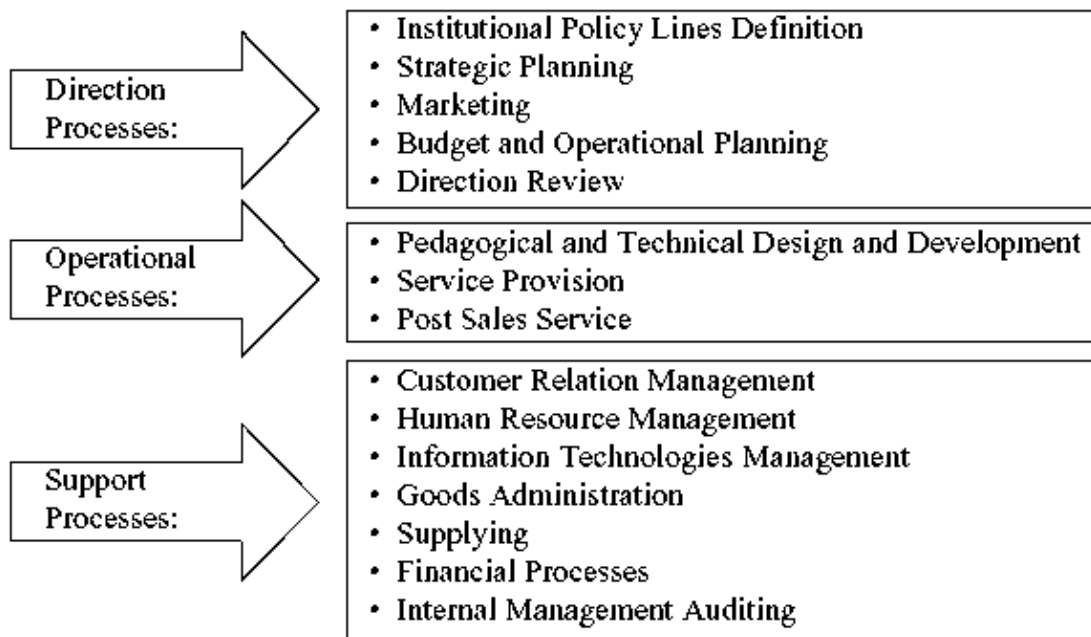 Direction
Processes:
• Institutional Policy Lines Definition
• Strategic Planning
• Marketing
• Budget and Operational Planning
• Direction Review
Operational
Processes:
• Pedagogical and Technical Design and Development
• Service Provision
• Post Sales Service
Support
Processes:
• Customer Relation Management
• Human Resource Management
• Information Technologies Management
• Goods Administration
• Supplying
• Financial Processes
• Internal Management Auditing